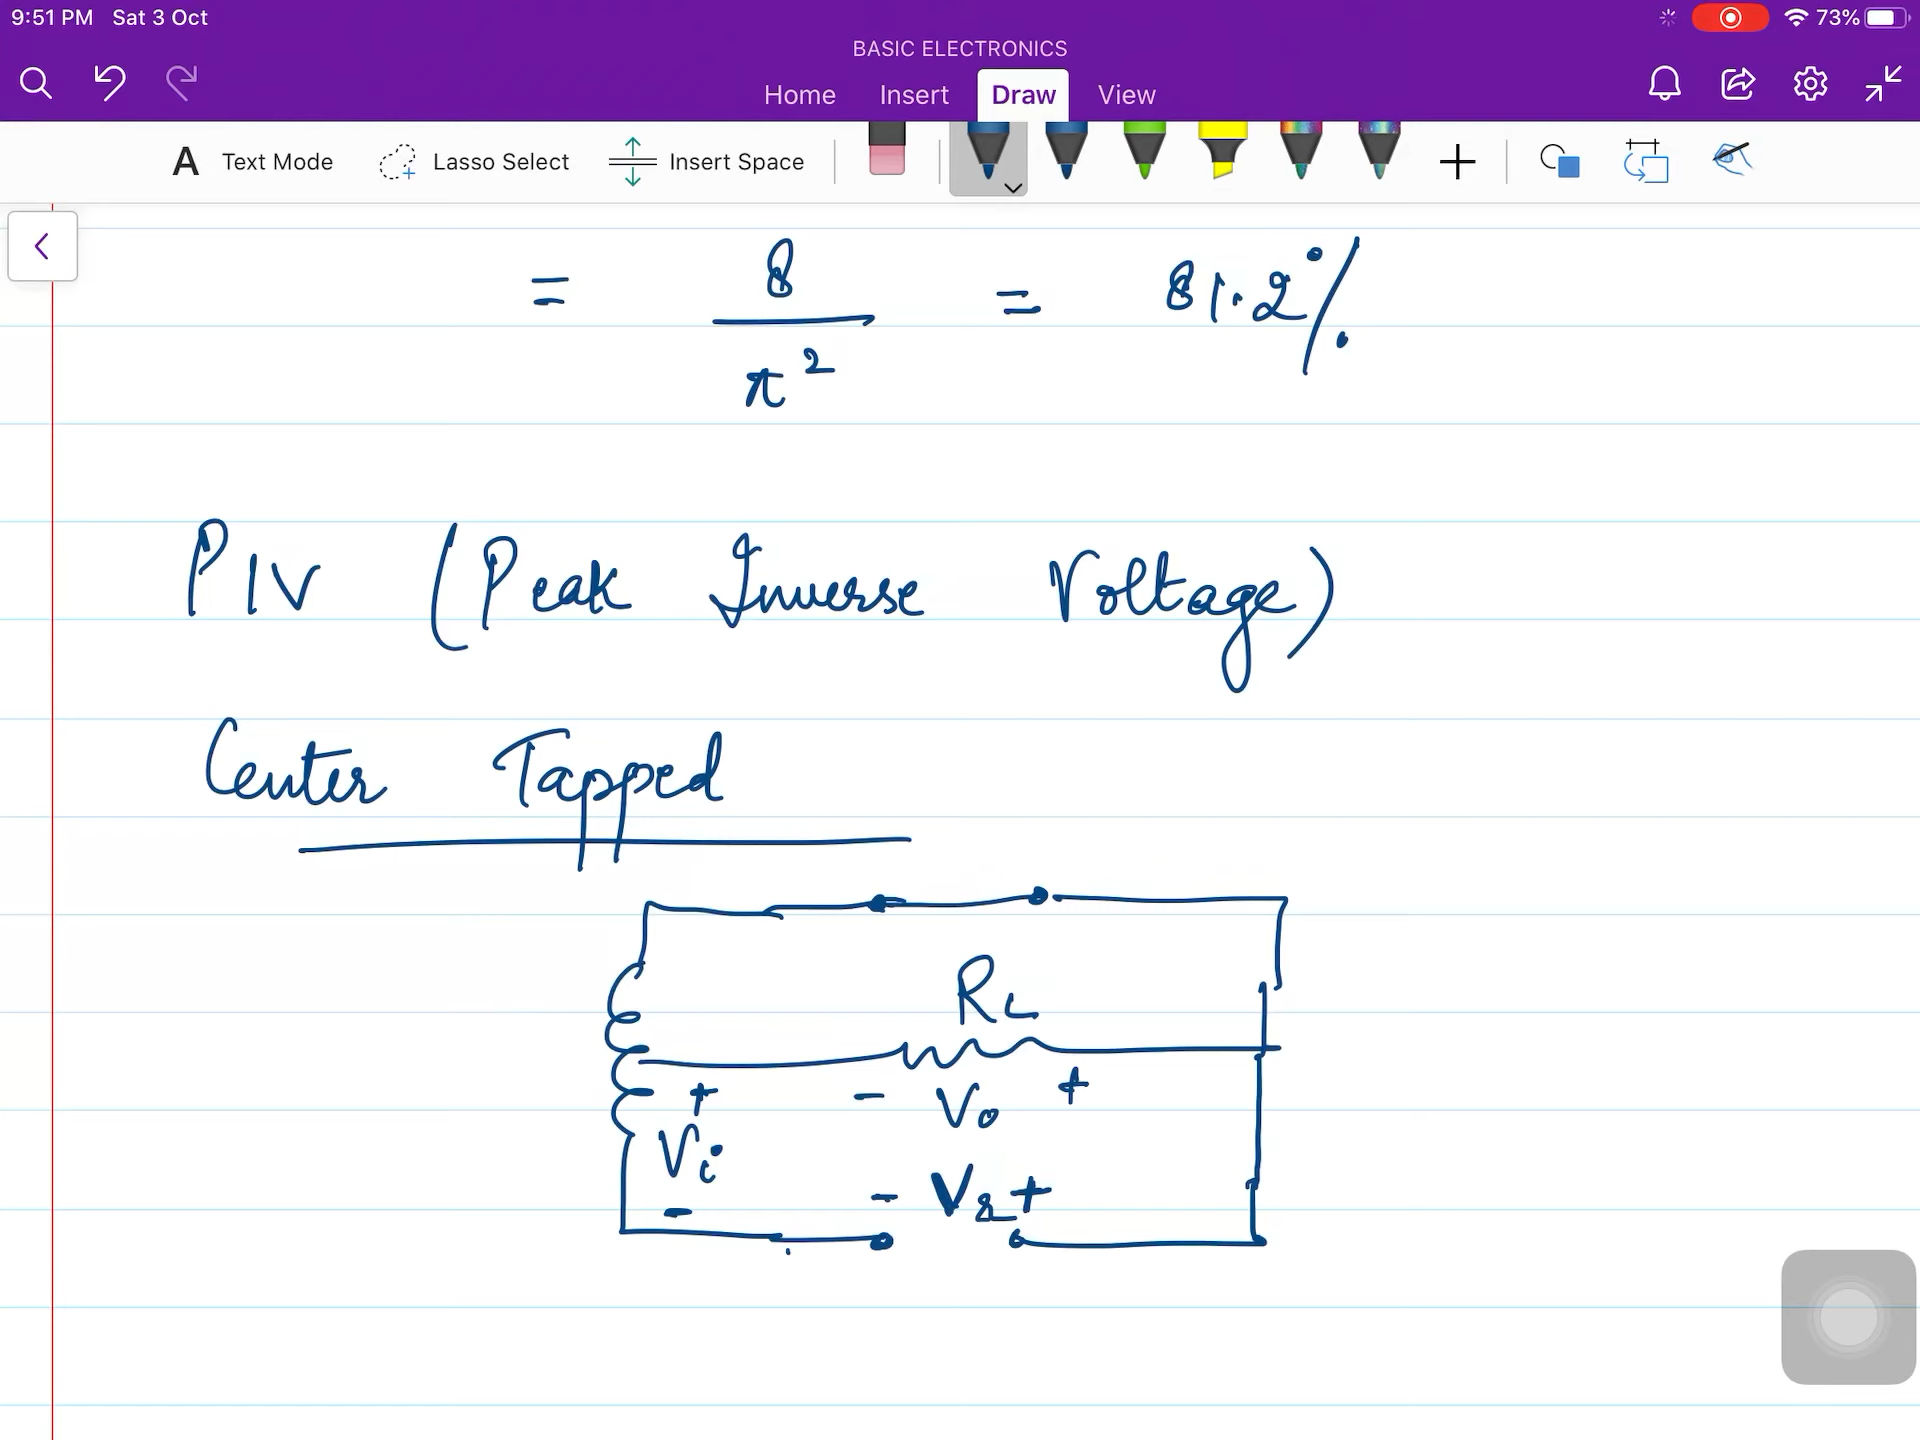 9:51 PM Sat 3 Oct 73%
BASIC ELECTRONICS
Home Insert Draw View
A Text Mode Lasso Select Insert Space
= 8/π² = 81.2%
PIV (Peak Inverse Voltage)
Center Tapped
RL
+ - Vo +
Vi
- - VR +